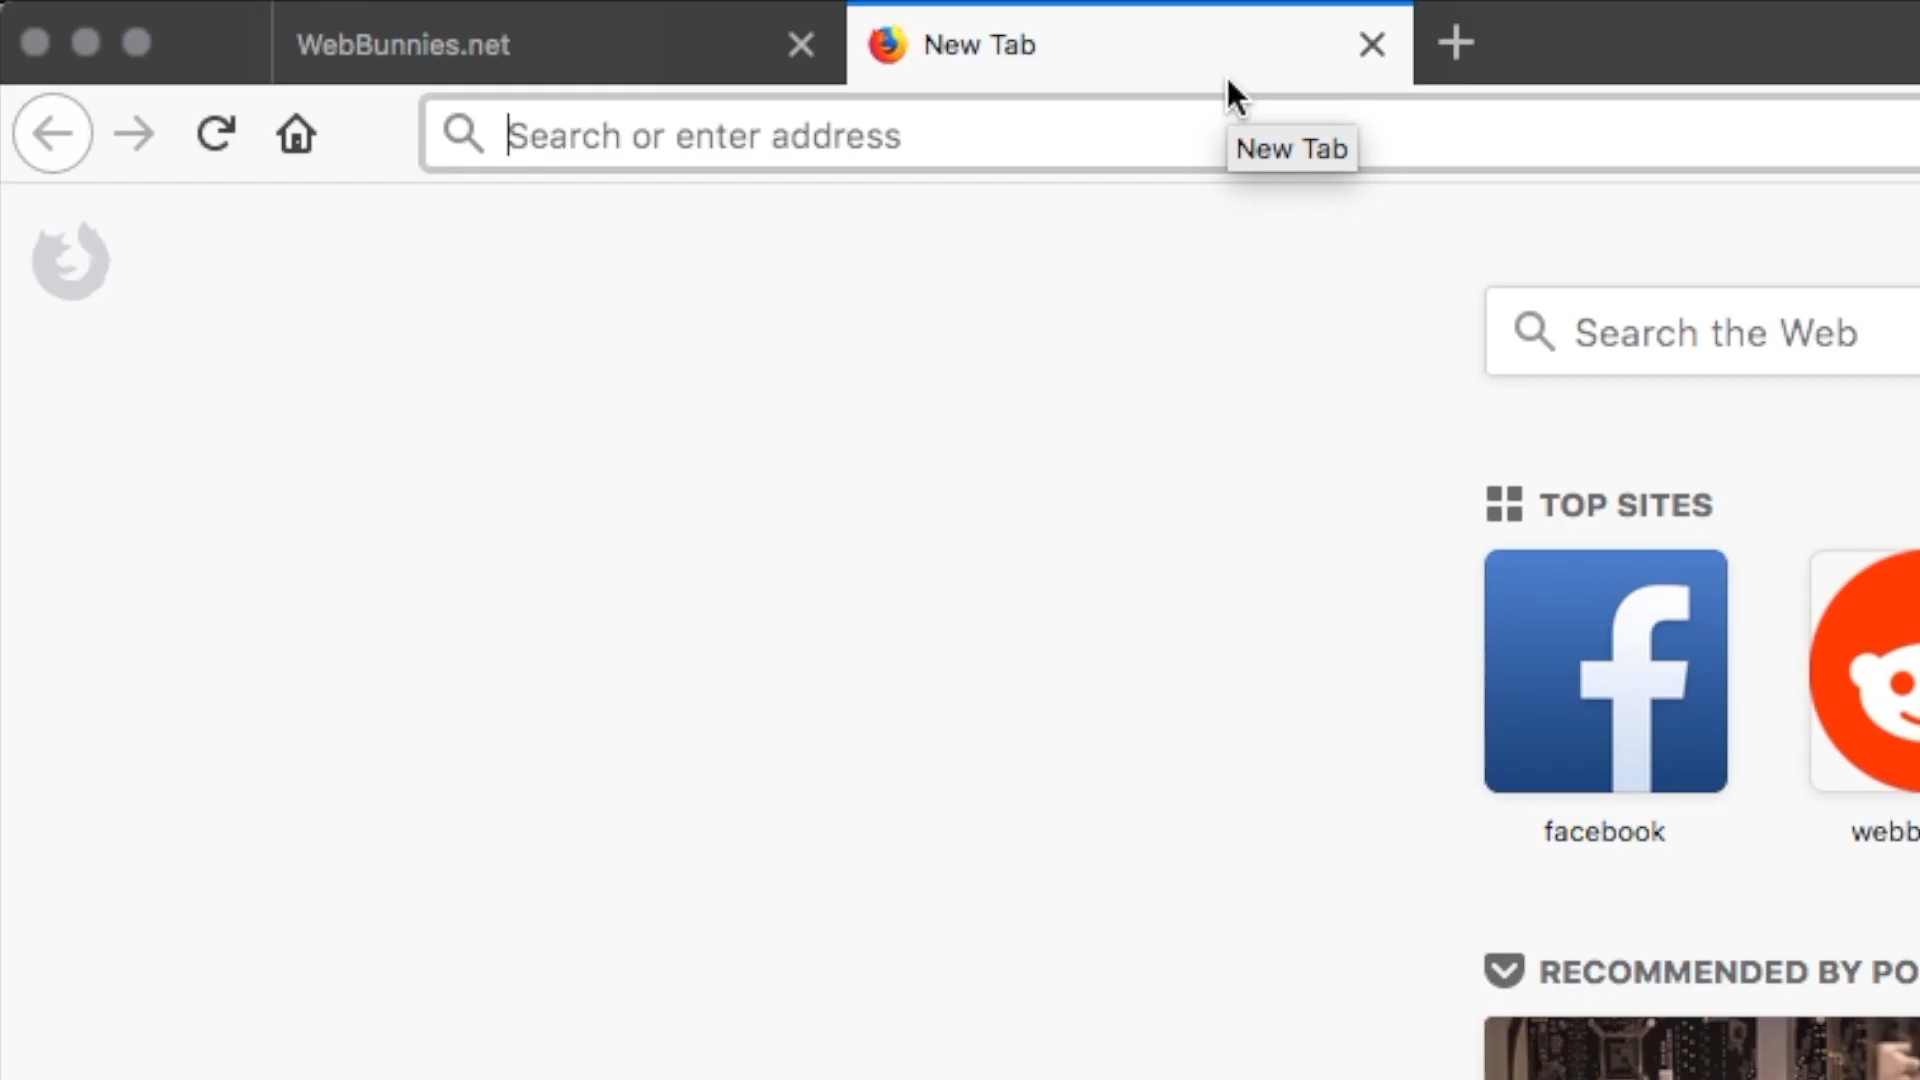 WebBunnies.net
New Tab
Search or enter address
New Tab
Search the Web
TOP SITES
facebook
webb
RECOMMENDED BY PO